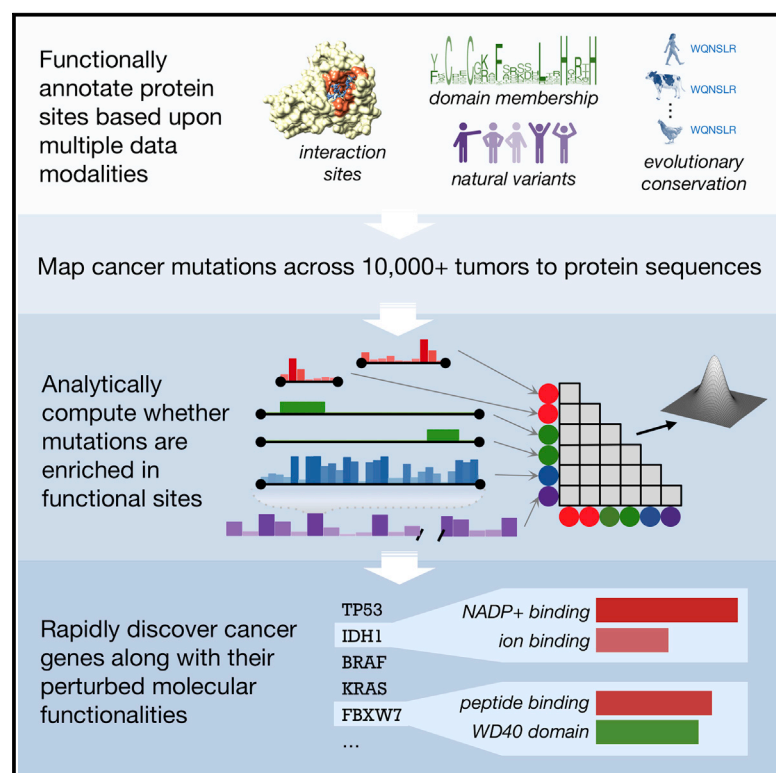 Functionally
annotate protein
sites based upon
multiple data
modalities
interaction
sites
domain membership
natural variants
WQNSLR
WQNSLR
WQNSLR
evolutionary
conservation
Map cancer mutations across 10,000+ tumors to protein sequences
Analytically
compute whether
mutations are
enriched in
functional sites
Rapidly discover cancer
genes along with their
perturbed molecular
functionalities
TP53
IDH1
BRAF
KRAS
FBXW7
...
NADP+ binding
ion binding
peptide binding
WD40 domain